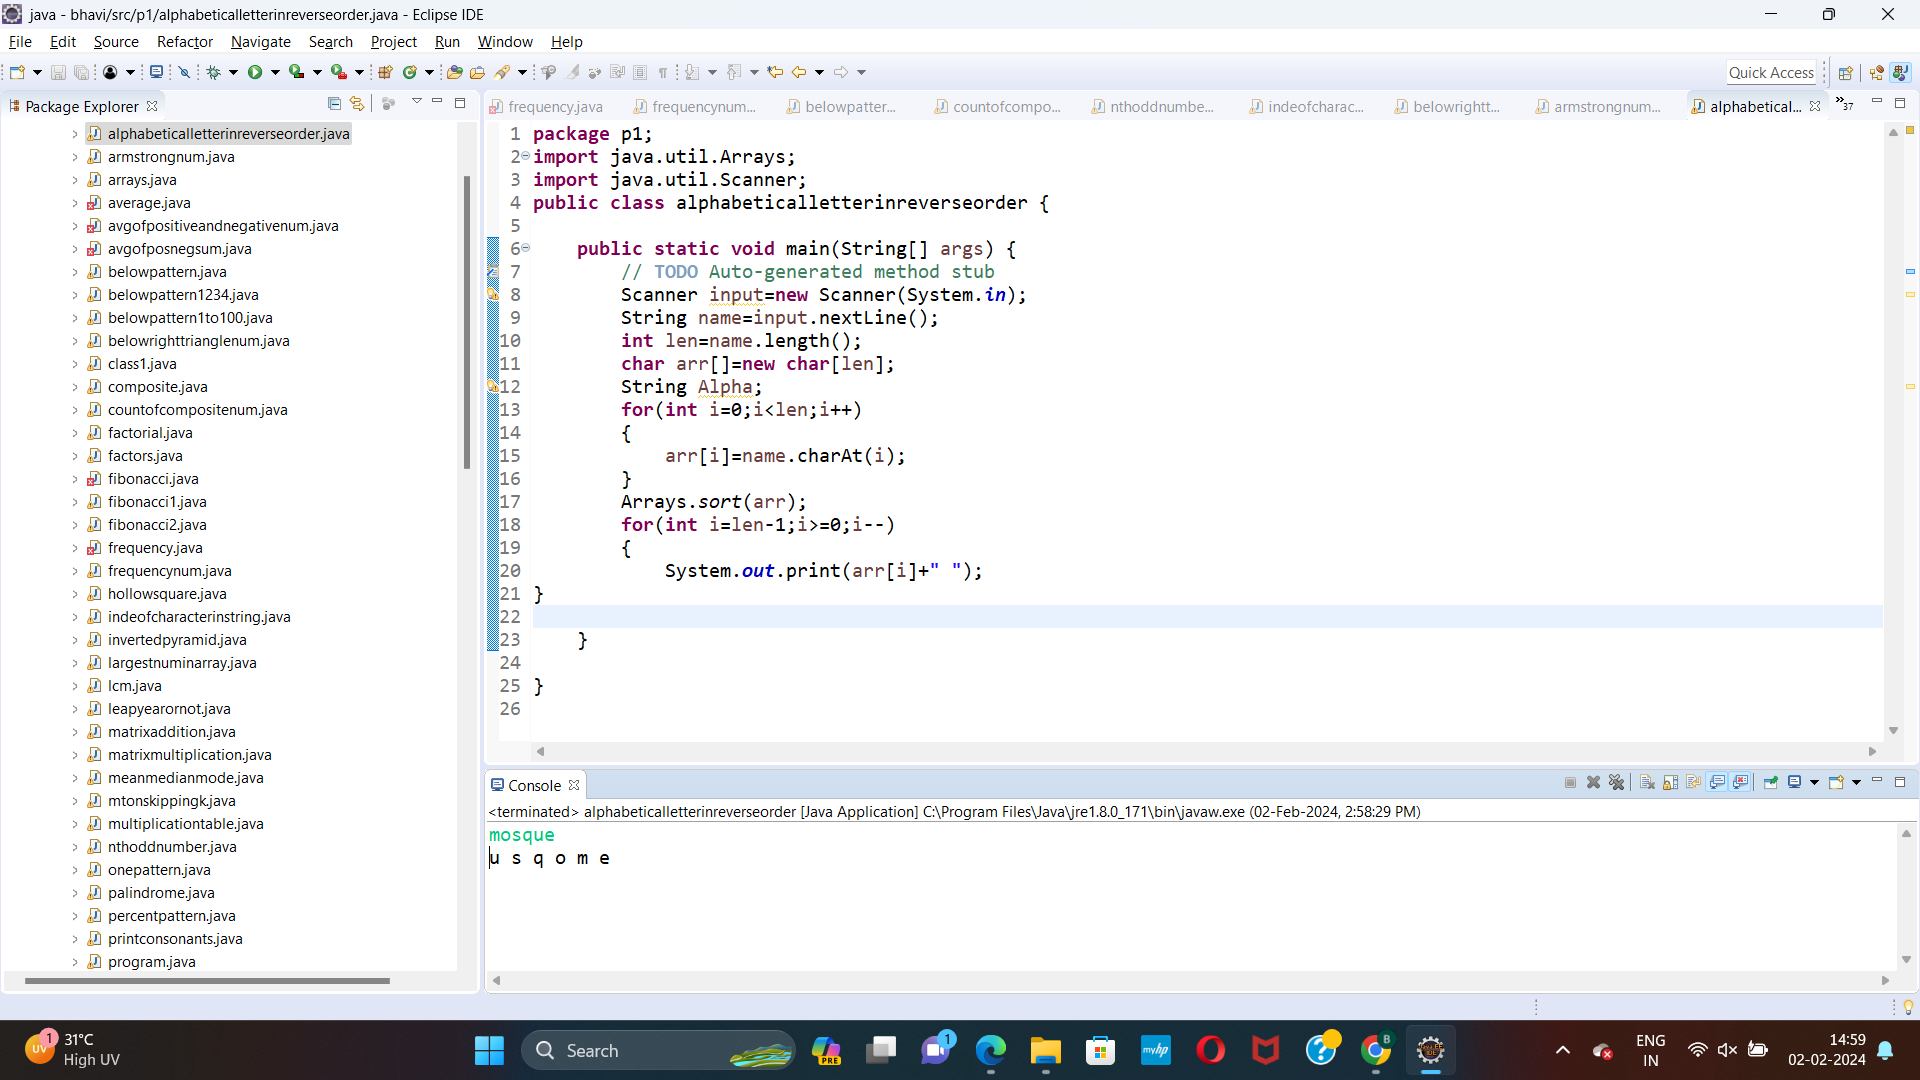 java - bhavi/src/p1/alphabeticalletterinreverseorder.java - Eclipse IDE
File Edit Source Refactor Navigate Search Project Run Window Help
Quick Access
Package Explorer
alphabeticalletterinreverseorder.java
armstrongnum.java
arrays.java
average.java
avgofpositiveandnegativenum.java
avgofposnegsum.java
belowpattern.java
belowpattern1234.java
belowpattern1to100.java
belowrighttrianglenum.java
class1.java
composite.java
countofcompositenum.java
factorial.java
factors.java
fibonacci.java
fibonacci1.java
fibonacci2.java
frequency.java
frequencynum.java
hollowsquare.java
indeofcharacterinstring.java
invertedpyramid.java
largestnuminarray.java
lcm.java
leapyearornot.java
matrixaddition.java
matrixmultiplication.java
meanmedianmode.java
mtonskippingk.java
multiplicationtable.java
nthoddnumber.java
onepattern.java
palindrome.java
percentpattern.java
printconsonants.java
program.java
frequency.java frequencynum... belowpatter... countofcompo... nthoddnumbe... indeofcharac... belowrightt... armstrongnum... alphabetical... »37
1 package p1;
2 import java.util.Arrays;
3 import java.util.Scanner;
4 public class alphabeticalletterinreverseorder {
5
6 public static void main(String[] args) {
7 // TODO Auto-generated method stub
8 Scanner input=new Scanner(System.in);
9 String name=input.nextLine();
10 int len=name.length();
11 char arr[]=new char[len];
12 String Alpha;
13 for(int i=0;i<len;i++)
14 {
15 arr[i]=name.charAt(i);
16 }
17 Arrays.sort(arr);
18 for(int i=len-1;i>=0;i--)
19 {
20 System.out.print(arr[i]+" ");
21 }
22
23 }
24
25 }
26
Console
<terminated> alphabeticalletterinreverseorder [Java Application] C:\Program Files\Java\jre1.8.0_171\bin\javaw.exe (02-Feb-2024, 2:58:29 PM)
mosque
u s q o m e
UV 1
31°C
High UV
Search
PRE
1
myhp
B
ENG
IN
14:59
02-02-2024